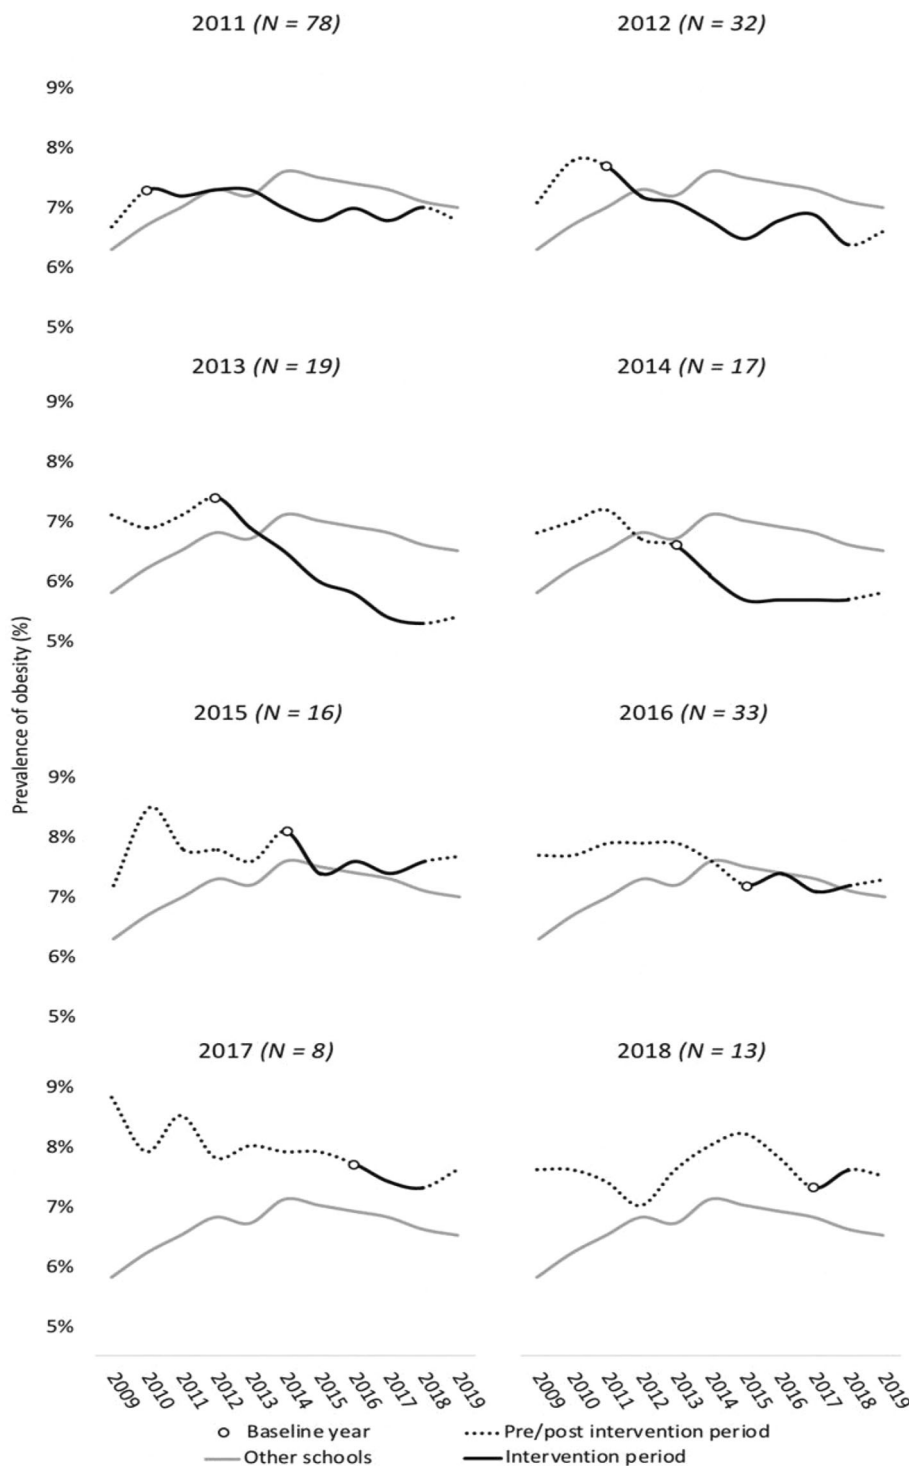 2011 (N = 78)
2012 (N = 32)
9%
8%
7%
6%
5%
2013 (N = 19)
2014 (N = 17)
9%
8%
7%
6%
5%
Prevalence of obesity (%)
2015 (N = 16)
2016 (N = 33)
9%
8%
7%
6%
5%
2017 (N = 8)
2018 (N = 13)
9%
8%
7%
6%
5%
2009 2010 2011 2012 2013 2014 2015 2016 2017 2018 2019
2009 2010 2011 2012 2013 2014 2015 2016 2017 2018 2019
Baseline year
Pre/post intervention period
Other schools
Intervention period